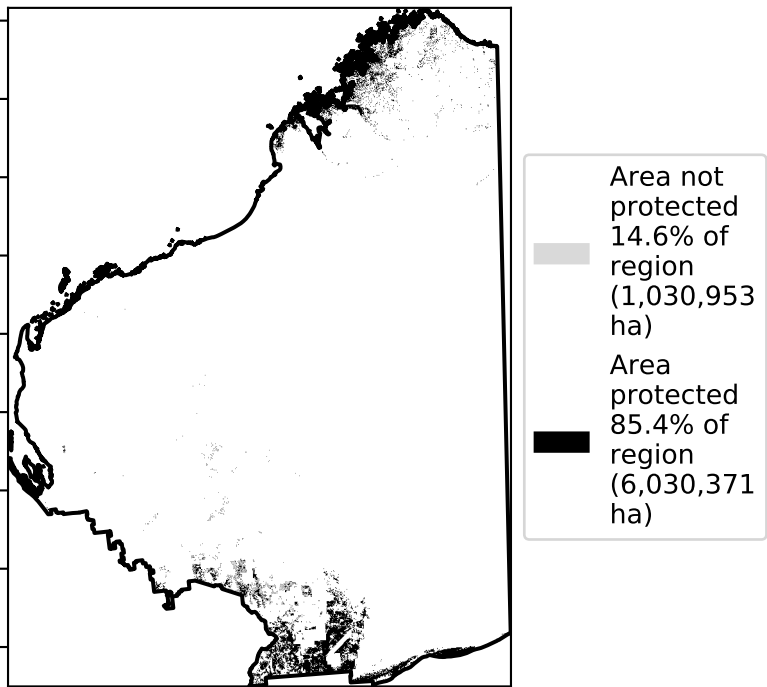 Area not
protected
14.6% of
region
(1,030,953
ha)
Area
protected
85.4% of
region
(6,030,371
ha)